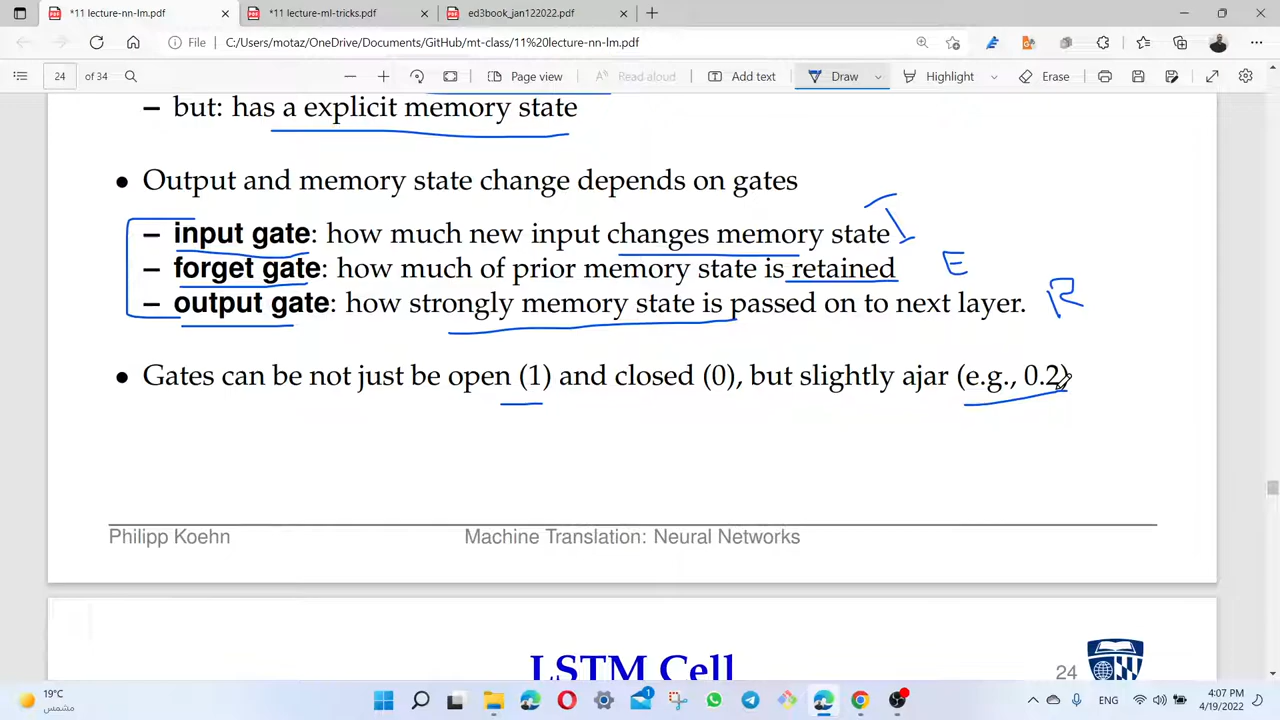 *11 lecture-nn-lm.pdf
*11 lecture-ml-tricks.pdf
ed3book_jan122022.pdf
File C:/Users/motaz/OneDrive/Documents/GitHub/mt-class/11%20lecture-nn-lm.pdf
24 of 34 Page view Read aloud Add text Draw Highlight Erase
– but: has a explicit memory state
• Output and memory state change depends on gates
– input gate: how much new input changes memory state I
– forget gate: how much of prior memory state is retained E
– output gate: how strongly memory state is passed on to next layer. R
• Gates can be not just be open (1) and closed (0), but slightly ajar (e.g., 0.2)
Philipp Koehn Machine Translation: Neural Networks
LSTM Cell 24
19°C
مشمس
1
ENG
4:07 PM
4/19/2022